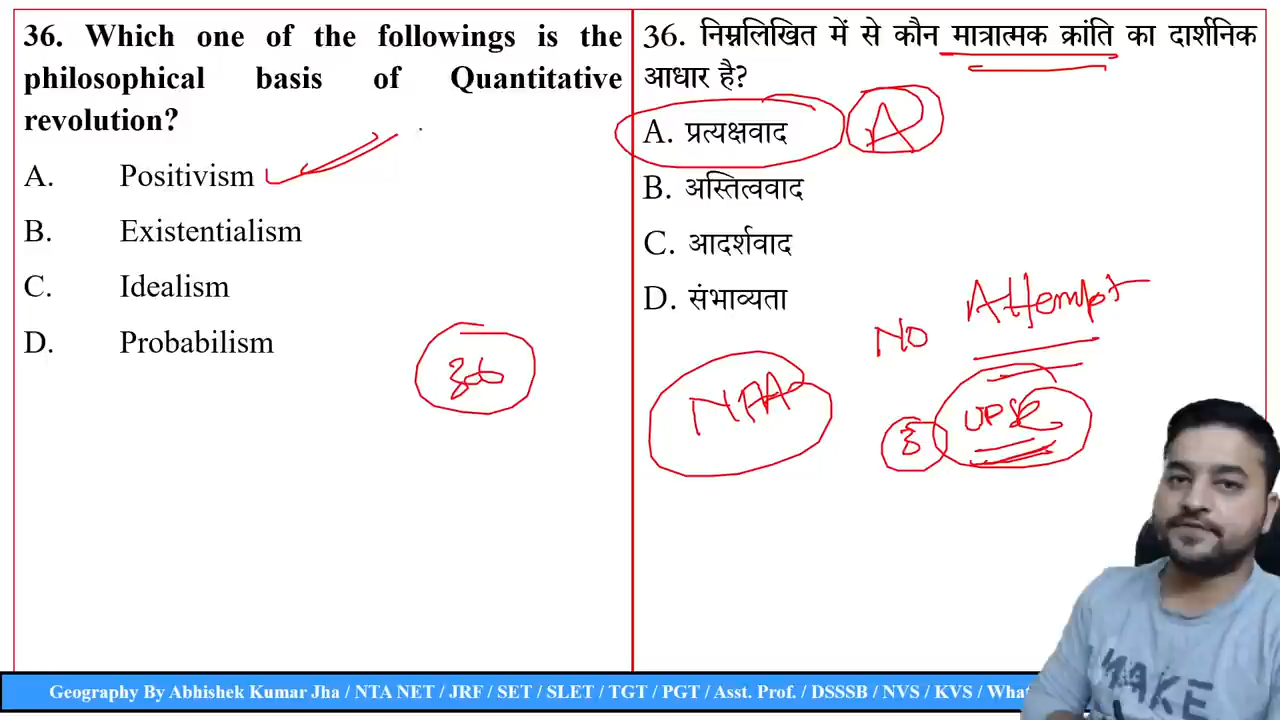 36. Which one of the followings is the
philosophical basis of Quantitative
revolution?
A. Positivism
B. Existentialism
C. Idealism
D. Probabilism
36. निम्नलिखित में से कौन मात्रात्मक क्रांति का दार्शनिक
आधार है?
A. प्रत्यक्षवाद A
B. अस्तित्ववाद
C. आदर्शवाद
D. संभाव्यता
NO Attempt
UPSC
Geography By Abhishek Kumar Jha / NTA NET / JRF / SET / SLET / TGT / PGT / Asst. Prof. / DSSSB / NVS / KVS / What
MAKE